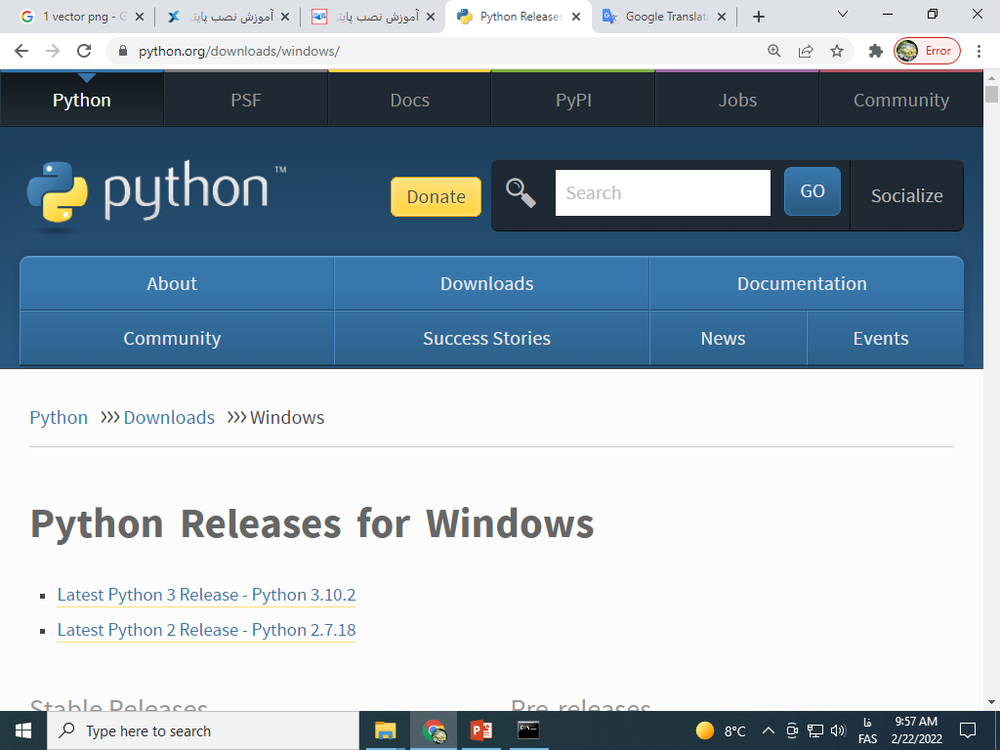 1 vector png - G
آموزش نصب پایتو
آموزش نصب پایتو
Python Releases
Google Translat
python.org/downloads/windows/
Error
Python
PSF
Docs
PyPI
Jobs
Community
python™
Donate
Search
GO
Socialize
About
Downloads
Documentation
Community
Success Stories
News
Events
Python >>> Downloads >>> Windows
Python Releases for Windows
Latest Python 3 Release - Python 3.10.2
Latest Python 2 Release - Python 2.7.18
Stable Releases
Pre-releases
Type here to search
8°C
فا
FAS
9:57 AM
2/22/2022